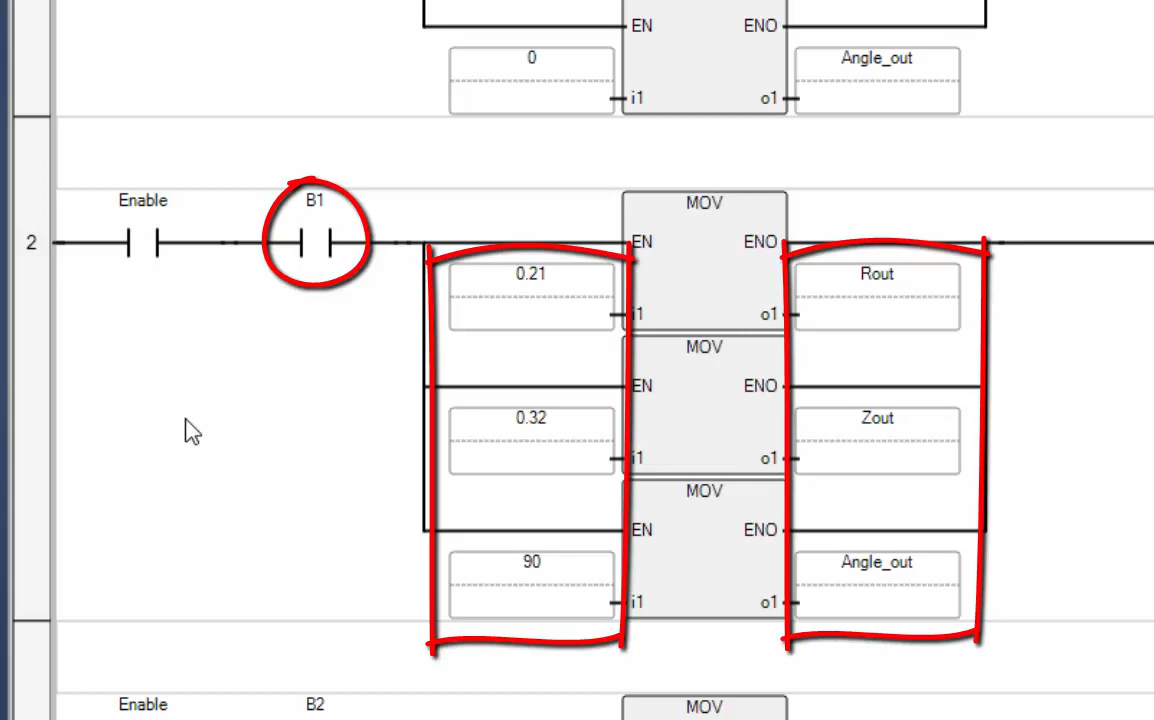 EN ENO
0 Angle_out
i1 o1
Enable B1 MOV
2 EN ENO
0.21 Rout
i1 o1
MOV
EN ENO
0.32 Zout
i1 o1
MOV
EN ENO
90 Angle_out
i1 o1
Enable B2 MOV